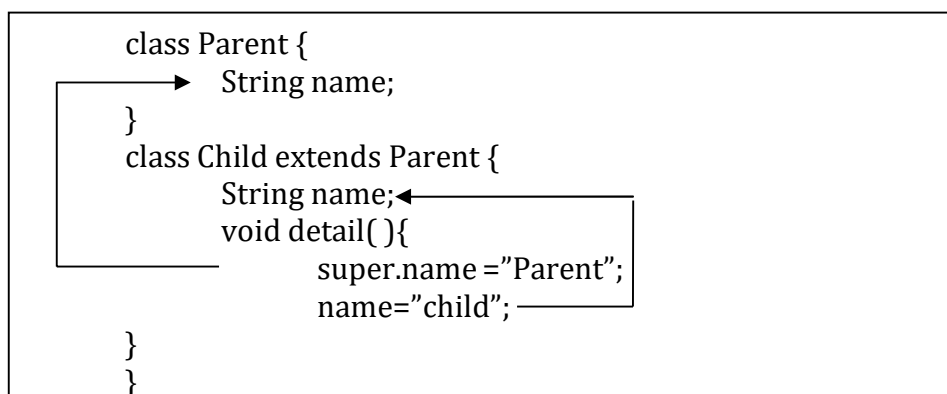 class Parent {
String name;
}
class Child extends Parent {
String name;
void detail( ){
super.name =”Parent”;
name=”child”;
}
}